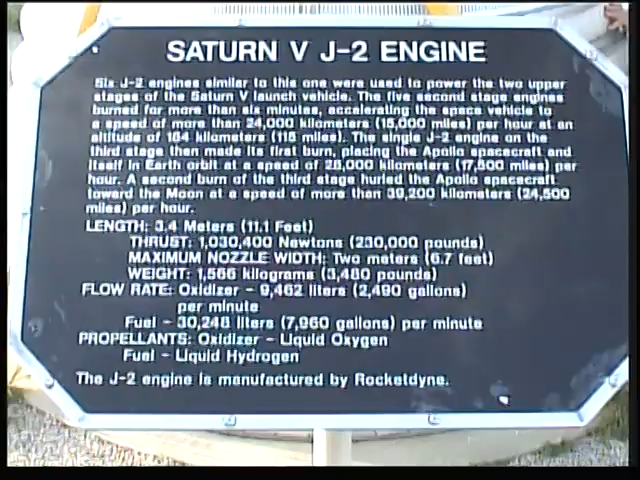 SATURN V J-2 ENGINE
Six J-2 engines similar to this one were used to power the two upper
stages of the Saturn V launch vehicle. The five second stage engines
burned for more than six minutes, accelerating the space vehicle to
a speed of more than 24,000 kilometers (15,000 miles) per hour at an
altitude of 184 kilometers (115 miles). The single J-2 engine on the
third stage then made its first burn, placing the Apollo spacecraft and
itself in Earth orbit at a speed of 28,000 kilometers (17,500 miles) per
hour. A second burn of the third stage hurled the Apollo spacecraft
toward the Moon at a speed of more than 39,200 kilometers (24,500
miles) per hour.
LENGTH: 3.4 Meters (11.1 Feet)
THRUST: 1,030,400 Newtons (230,000 pounds)
MAXIMUM NOZZLE WIDTH: Two meters (6.7 feet)
WEIGHT: 1,566 kilograms (3,480 pounds)
FLOW RATE: Oxidizer - 9,462 liters (2,490 gallons)
per minute
Fuel - 30,248 liters (7,960 gallons) per minute
PROPELLANTS: Oxidizer - Liquid Oxygen
Fuel - Liquid Hydrogen
The J-2 engine is manufactured by Rocketdyne.